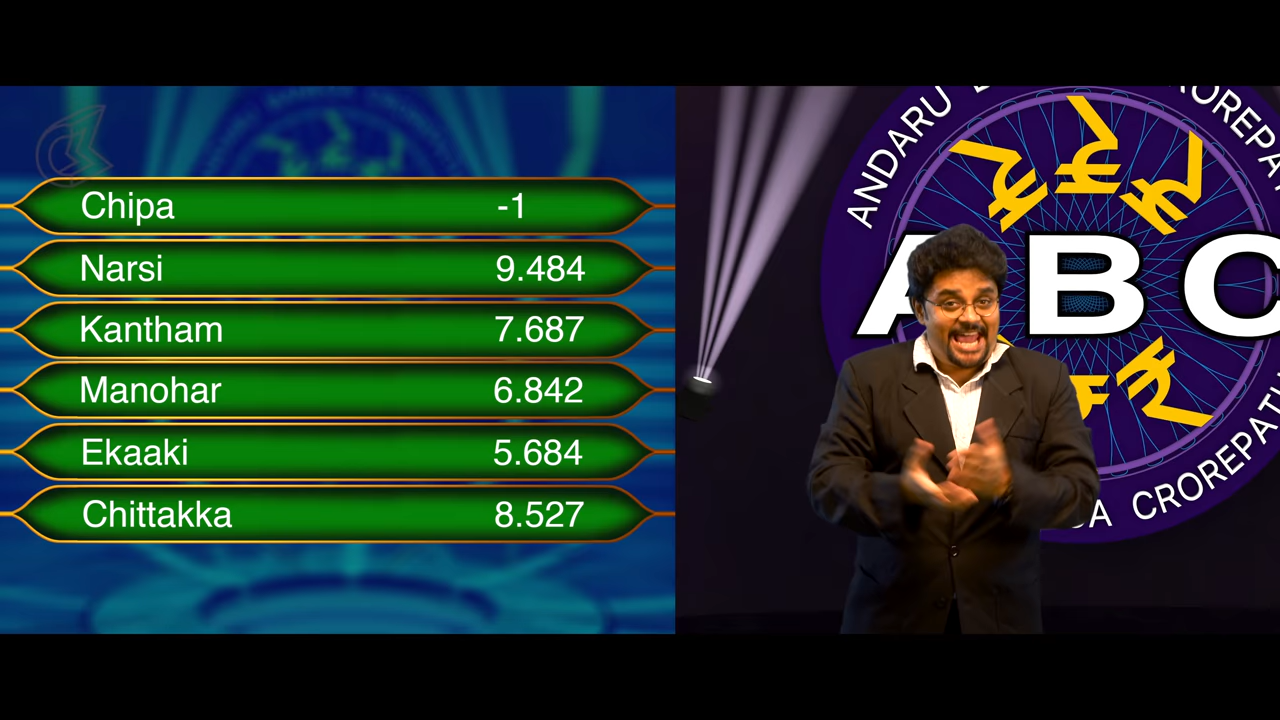 Chipa -1
Narsi 9.484
Kantham 7.687
Manohar 6.842
Ekaaki 5.684
Chittakka 8.527
ANDARU
CROREPATI
ABC
CROREPATI